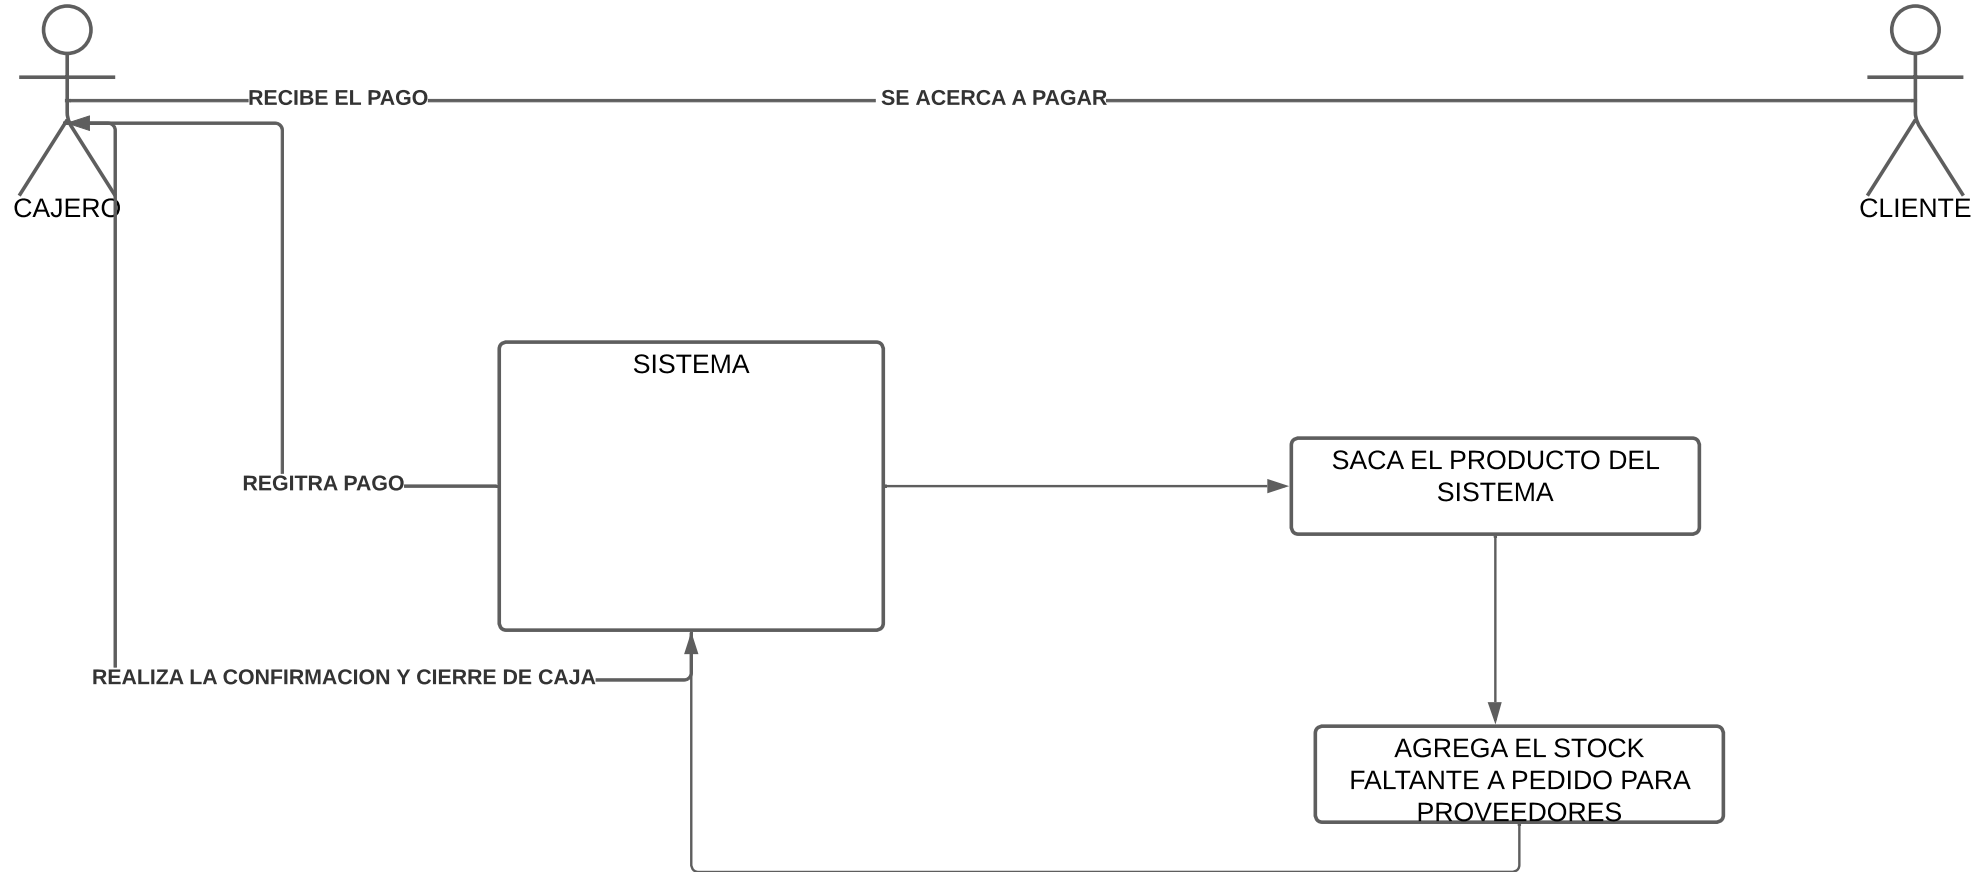 RECIBE EL PAGO
SE ACERCA A PAGAR
CAJERO
CLIENTE
SISTEMA
SACA EL PRODUCTO DEL
SISTEMA
REGITRA PAGO
REALIZA LA CONFIRMACION Y CIERRE DE CAJA
AGREGA EL STOCK
FALTANTE A PEDIDO PARA
PROVEEDORES